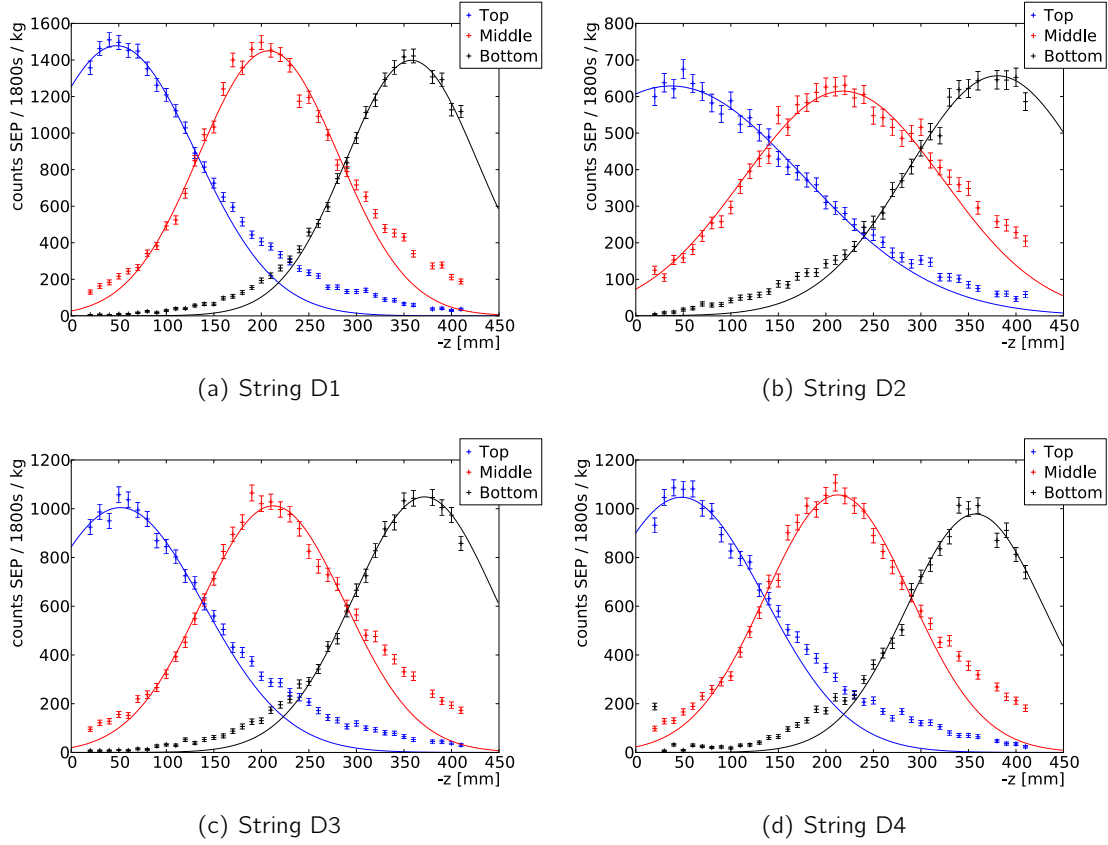 Top
Middle
Bottom
counts SEP / 1800s / kg
1600
1400
1200
1000
800
600
400
200
0
0 50 100 150 200 250 300 350 400 450
-z [mm]
(a) String D1
Top
Middle
Bottom
counts SEP / 1800s / kg
800
700
600
500
400
300
200
100
0
0 50 100 150 200 250 300 350 400 450
-z [mm]
(b) String D2
Top
Middle
Bottom
counts SEP / 1800s / kg
1200
1000
800
600
400
200
0
0 50 100 150 200 250 300 350 400 450
-z [mm]
(c) String D3
Top
Middle
Bottom
counts SEP / 1800s / kg
1200
1000
800
600
400
200
0
0 50 100 150 200 250 300 350 400 450
-z [mm]
(d) String D4